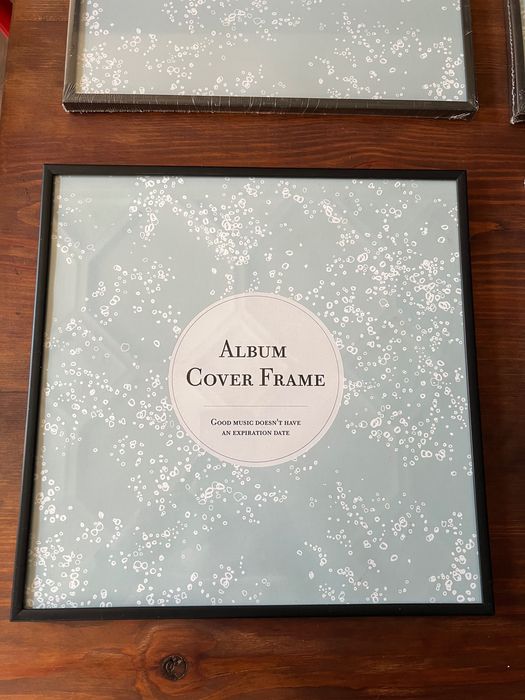 Album
Cover Frame
Good music doesn't have
an expiration date